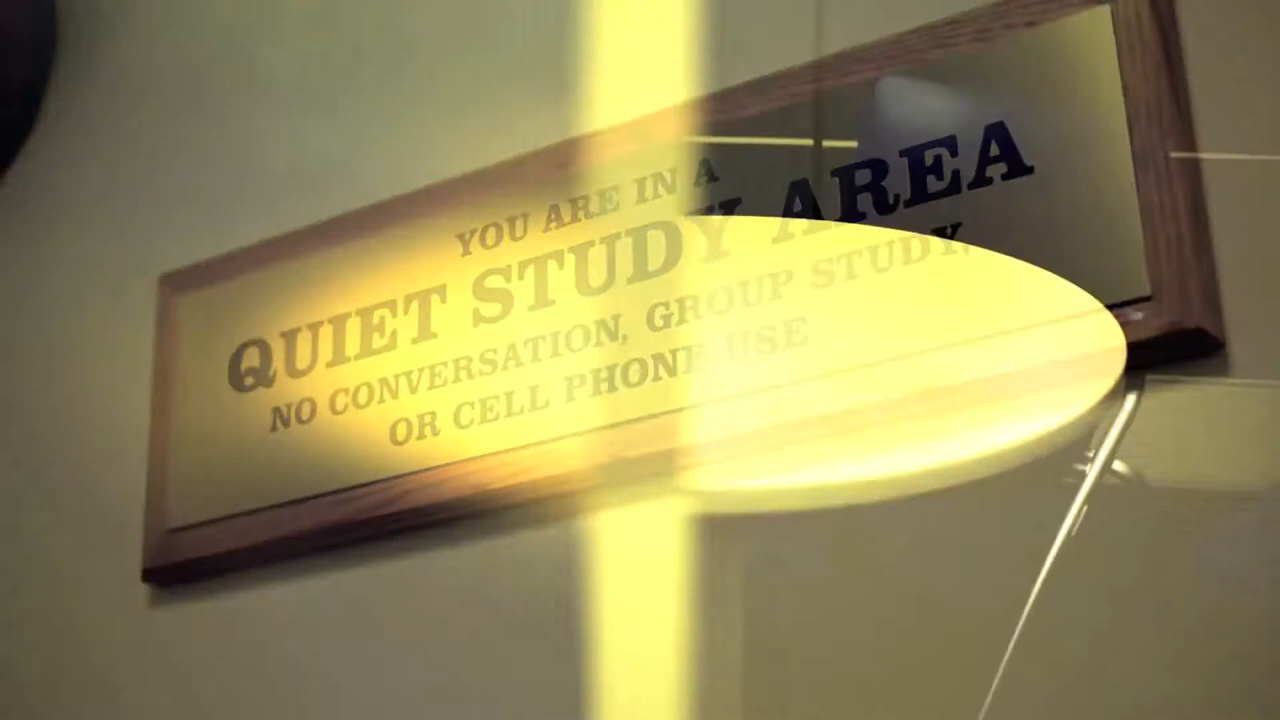 YOU ARE IN A
QUIET STUDY AREA
NO CONVERSATION, GROUP STUDY,
OR CELL PHONE USE